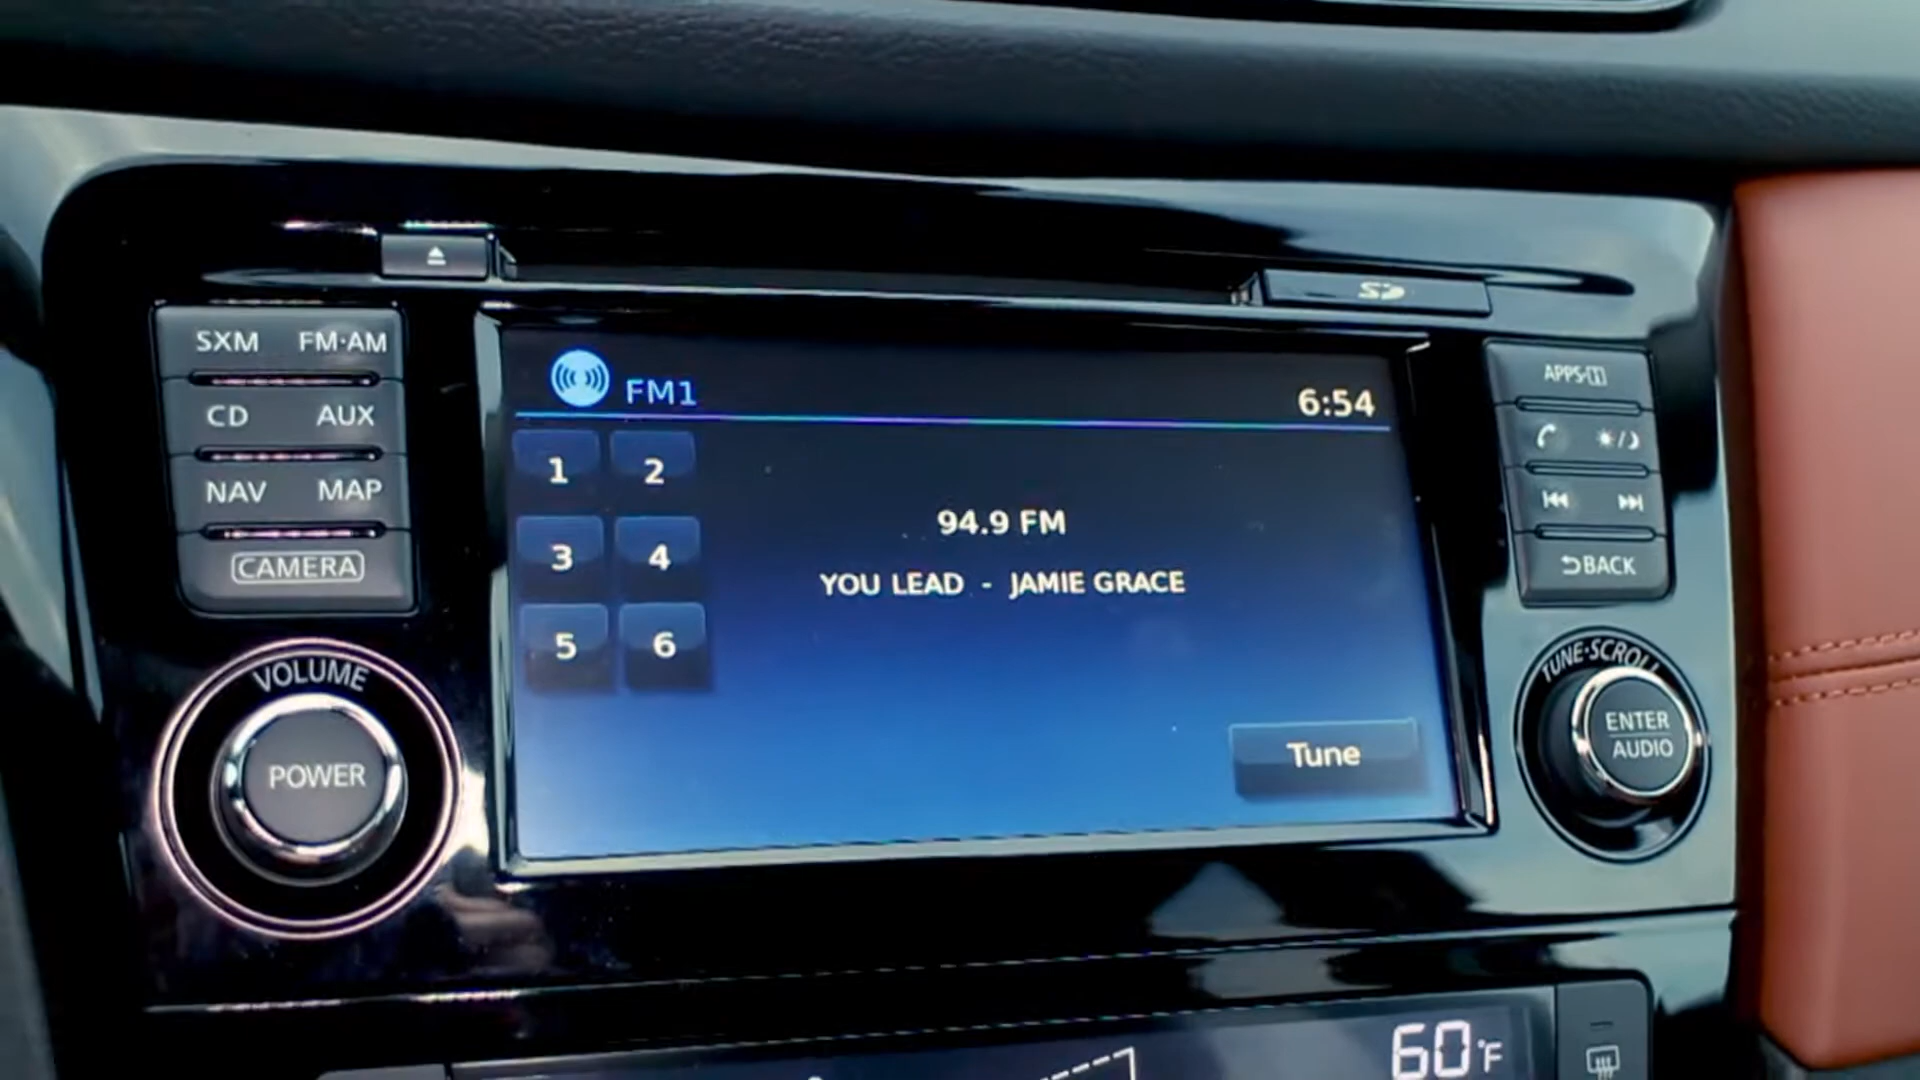 SXM FM·AM
CD AUX
NAV MAP
CAMERA
VOLUME
POWER
SD
FM1
6:54
1 2
3 4
5 6
94.9 FM
YOU LEAD - JAMIE GRACE
Tune
APPS·i
BACK
TUNE·SCROLL
ENTER
AUDIO
60°F